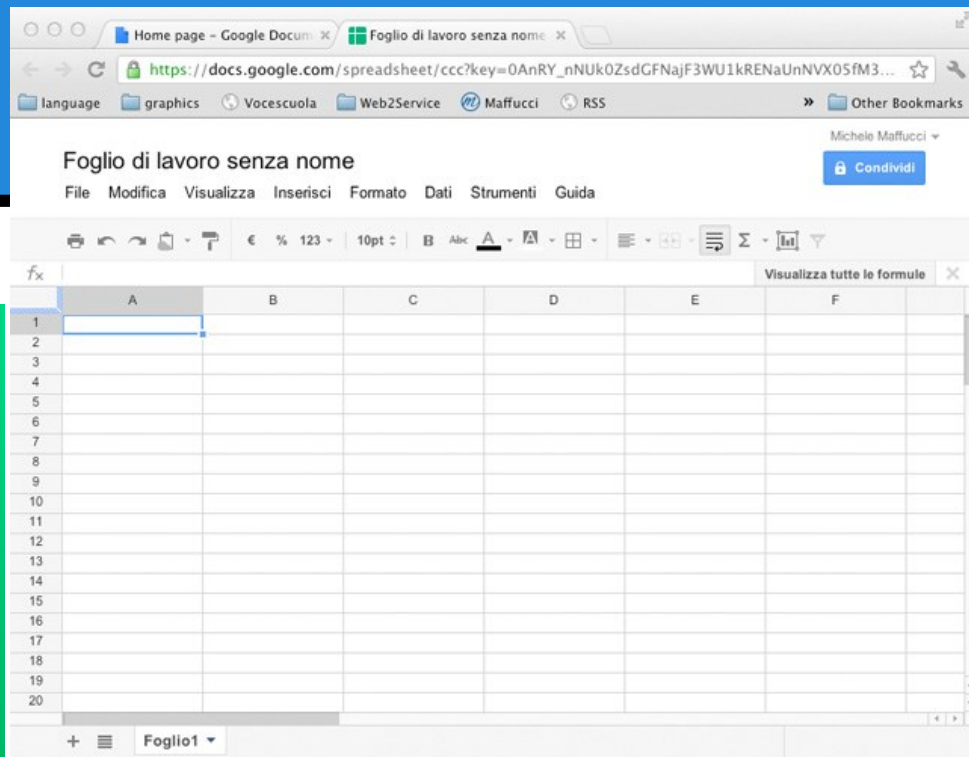 Home page – Google Docum
Foglio di lavoro senza nome
https://docs.google.com/spreadsheet/ccc?key=0AnRY_nNUk0ZsdGFNajF3WU1kRENaUnNVX05fM3...
language graphics Vocescuola Web2Service Maffucci RSS » Other Bookmarks
Michele Maffucci
Foglio di lavoro senza nome
Condividi
File Modifica Visualizza Inserisci Formato Dati Strumenti Guida
€ % 123 10pt B Abc A A Σ
fx Visualizza tutte le formule
A B C D E F
1
2
3
4
5
6
7
8
9
10
11
12
13
14
15
16
17
18
19
20
+ Foglio1